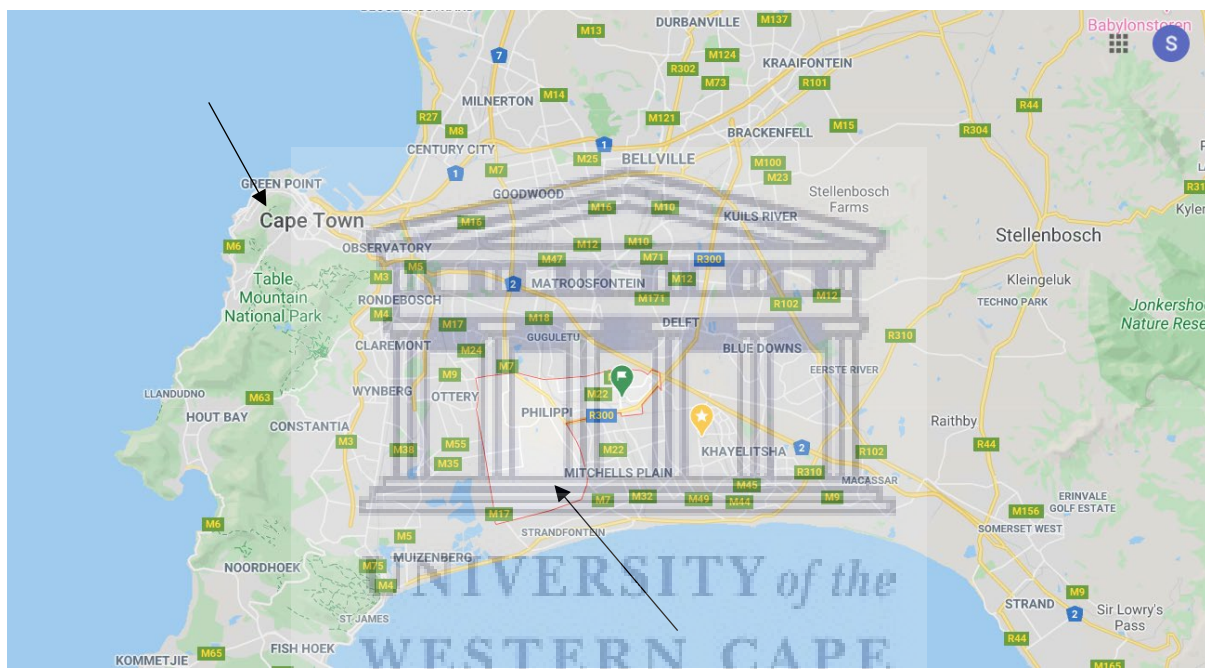 DURBANVILLE
M137
Babylonstoren
M13
7
M124
R302
KRAAIFONTEIN
M73
R101
R44
M14
MILNERTON
R27
M8
M121
BRACKENFELL
M15
R304
CENTURY CITY
1
M25
BELLVILLE
M100
GREEN POINT
1
M7
M23
GOODWOOD
Stellenbosch
Farms
Cape Town
M16
M16
M10
KUILS RIVER
M6
OBSERVATORY
M12
M10
Stellenbosch
M3
M5
M47
M71
R300
Table
Mountain
National Park
2
MATROOSFONTEIN
M12
Kleingeluk
RONDEBOSCH
M171
R102
M12
TECHNO PARK
M4
M17
M18
DELFT
Jonkersho
Nature Rese
CLAREMONT
GUGULETU
BLUE DOWNS
R310
M24
M7
EERSTE RIVER
M9
LLANDUDNO
M63
WYNBERG
OTTERY
M22
HOUT BAY
PHILIPPI
R300
Raithby
CONSTANTIA
M3
M55
M38
M22
KHAYELITSHA
2
R102
R44
M35
MITCHELLS PLAIN
R310
MACASSAR
M45
M7
M32
M49
M44
M9
ERINVALE
GOLF ESTATE
M17
M156
M6
STRANDFONTEIN
SOMERSET WEST
M5
MUIZENBERG
NOORDHOEK
M75
M4
UNIVERSITY of the
M9
STRAND
2
Sir Lowry's
Pass
ST JAMES
R44
KOMMETJIE
M65
FISH HOEK
WESTERN CAPE
M165
S